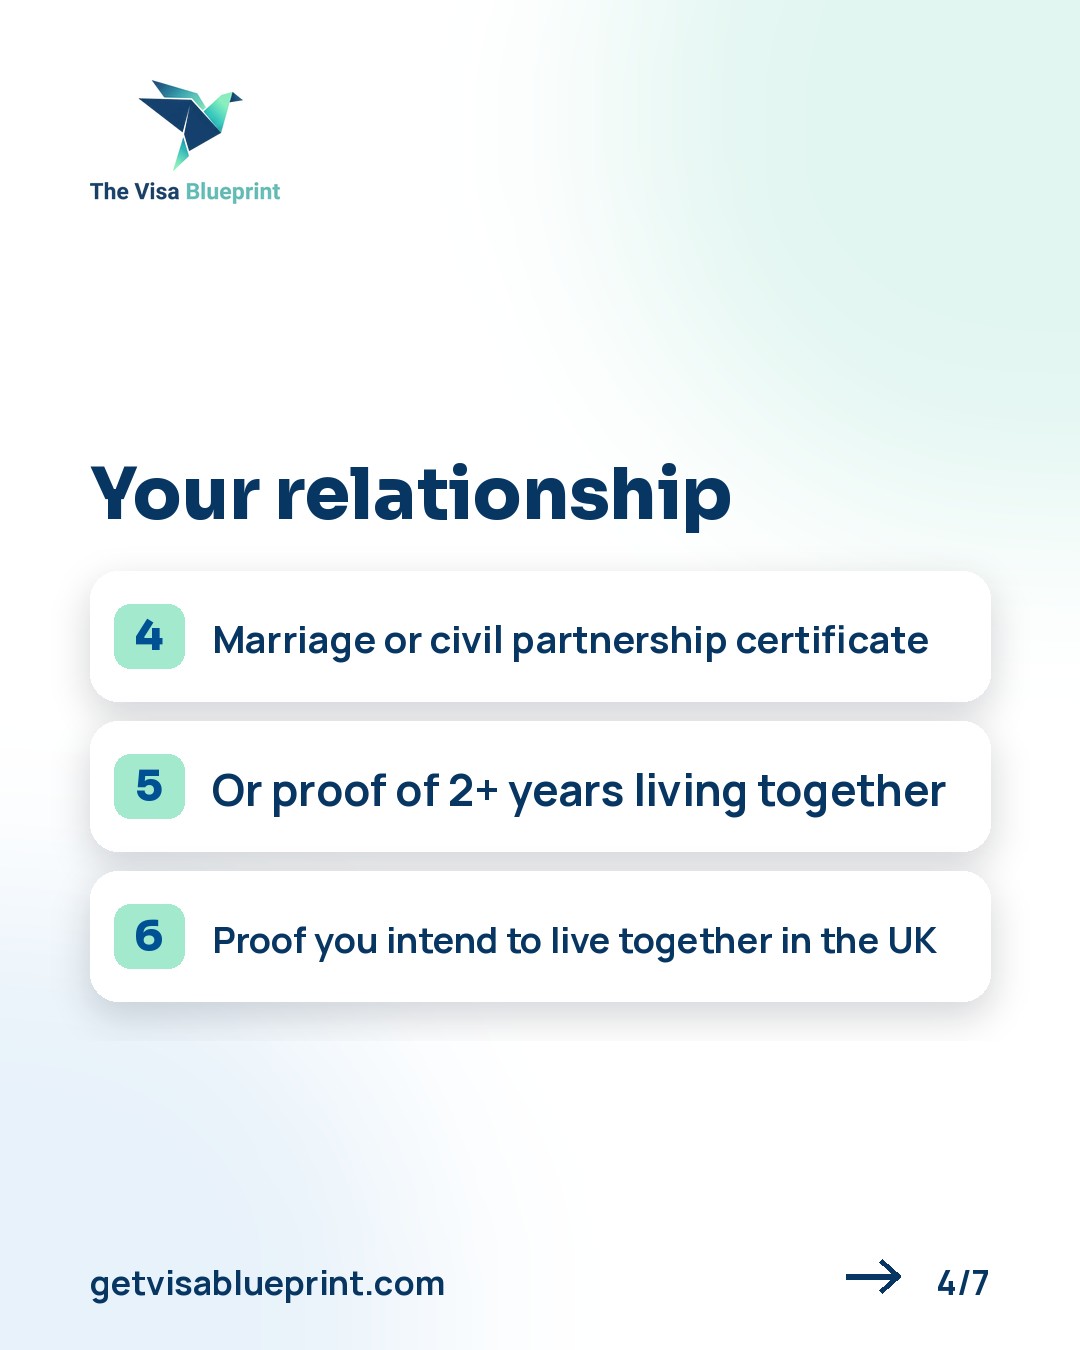 The Visa Blueprint
Your relationship
4 Marriage or civil partnership certificate
5 Or proof of 2+ years living together
6 Proof you intend to live together in the UK
getvisablueprint.com → 4/7